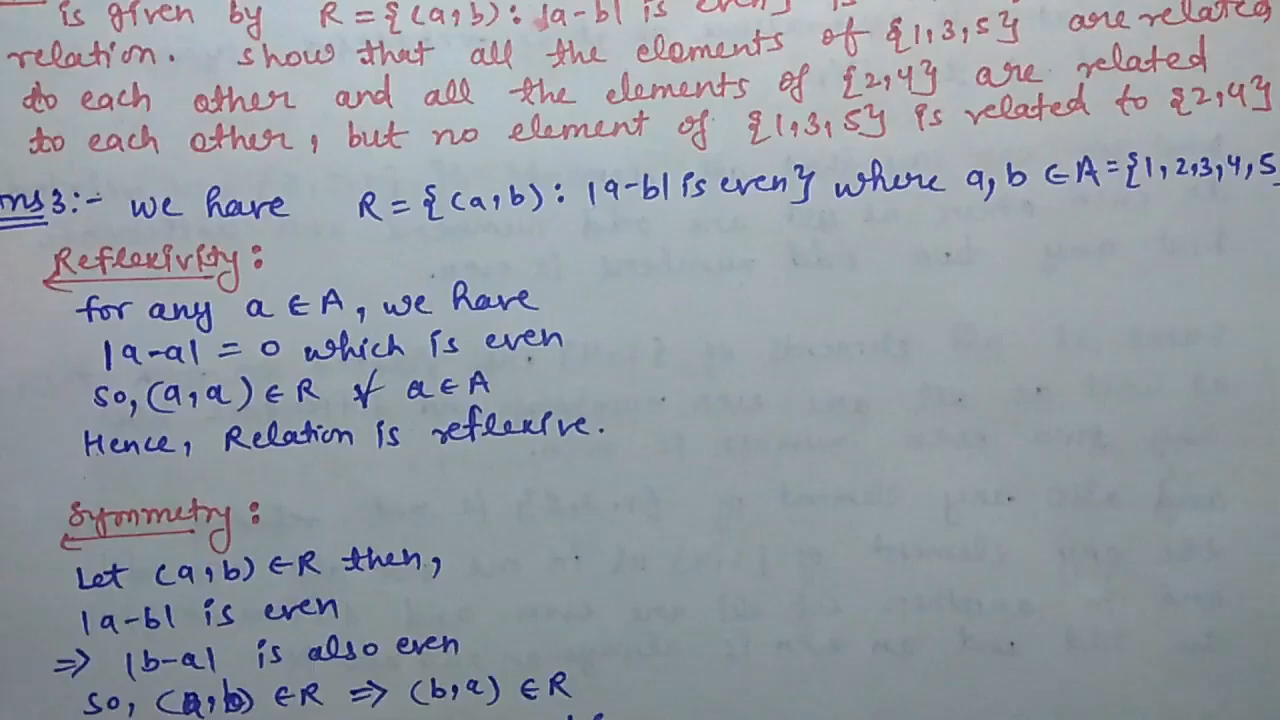 is given by R = {(a,b): |a-b| is even} is
relation. show that all the elements of {1,3,5} are related
to each other and all the elements of {2,4} are related
to each other, but no element of {1,3,5} is related to {2,4}
Ans3:- we have R = {(a,b): |a-b| is even} where a, b ∈ A = {1,2,3,4,5
Reflexivity:
for any a ∈ A, we have
|a-a| = 0 which is even
so, (a,a) ∈ R ∀ a ∈ A
Hence, Relation is reflexive.
Symmetry:
Let (a,b) ∈ R then,
|a-b| is even
⇒ |b-a| is also even
so, (a,b) ∈ R ⇒ (b,a) ∈ R